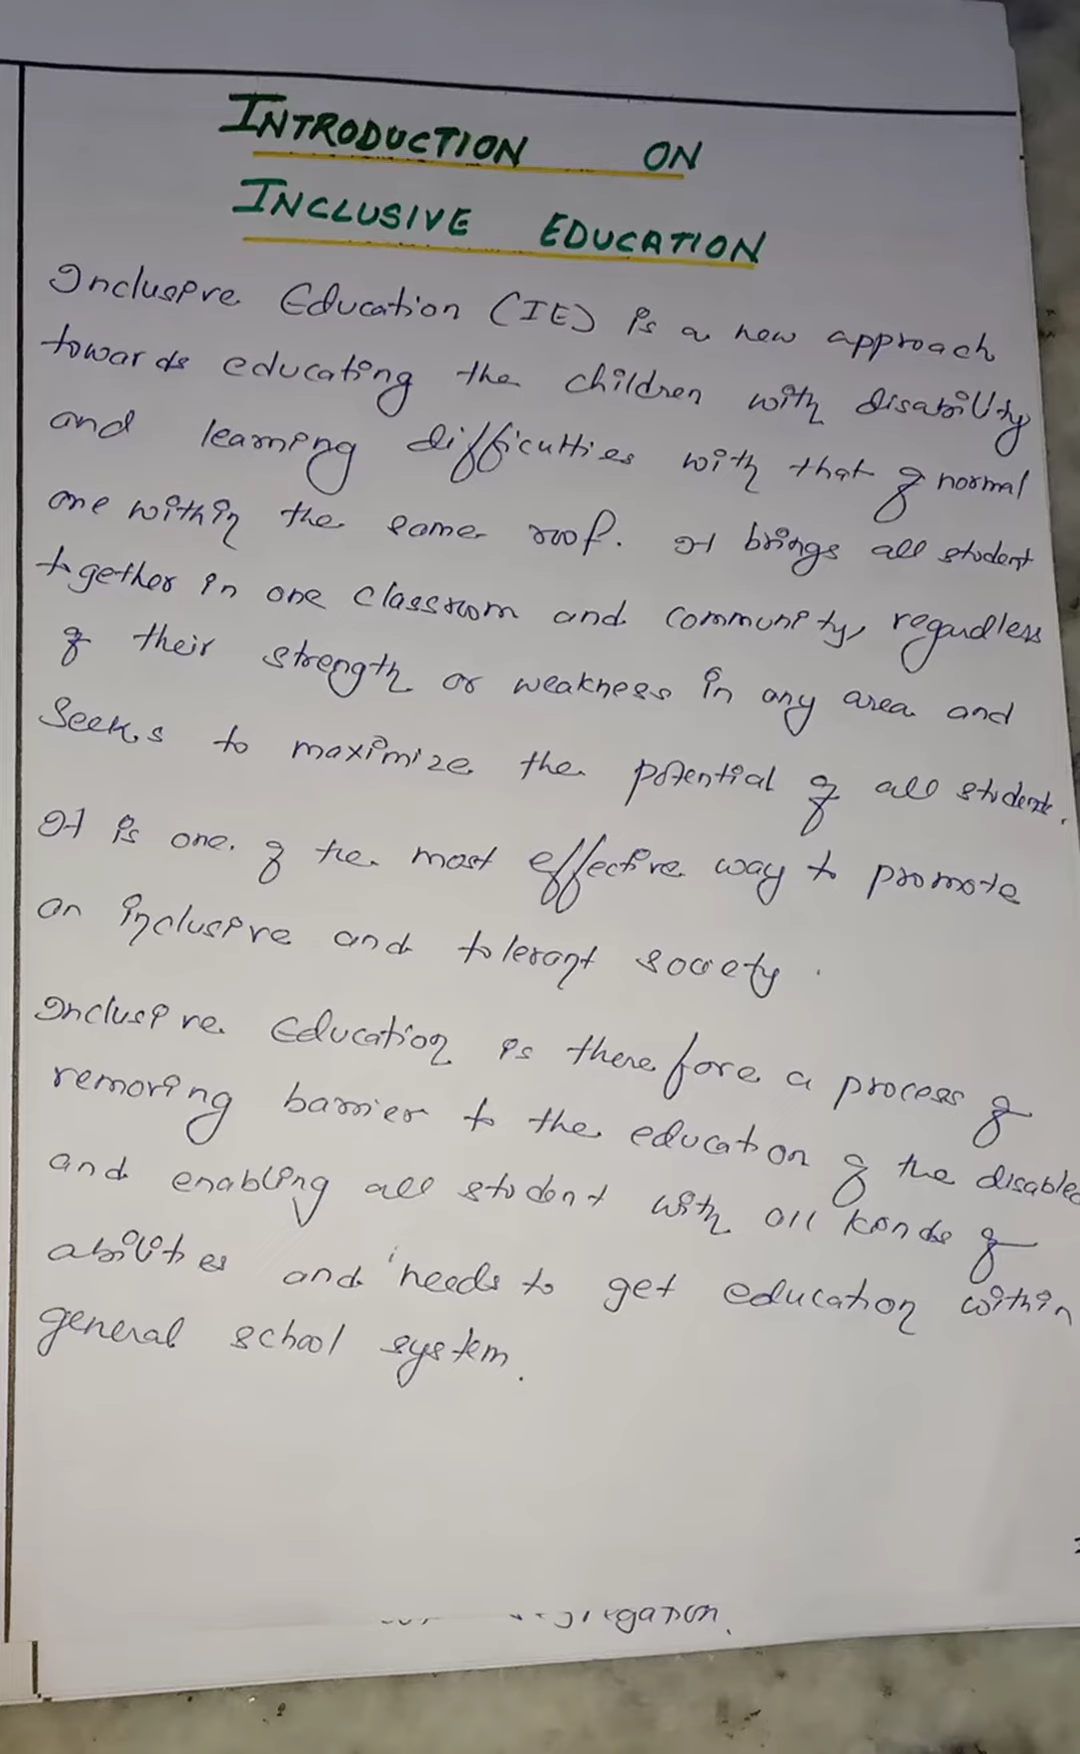 INTRODUCTION ON
INCLUSIVE EDUCATION
Inclusive Education (IE) is a new approach
towards educating the children with disability
and learning difficulties with that of normal
one within the same roof. It brings all student
together in one classroom and community, regardless
of their strength or weakness in any area and
Seeks to maximize the potential of all students.
It is one of the most effective way to promote
an inclusive and tolerant society.
Inclusive Education is therefore a process of
removing barrier to the education of the disabled
and enabling all student with all kinds of
abilities and needs to get education within
general school system.